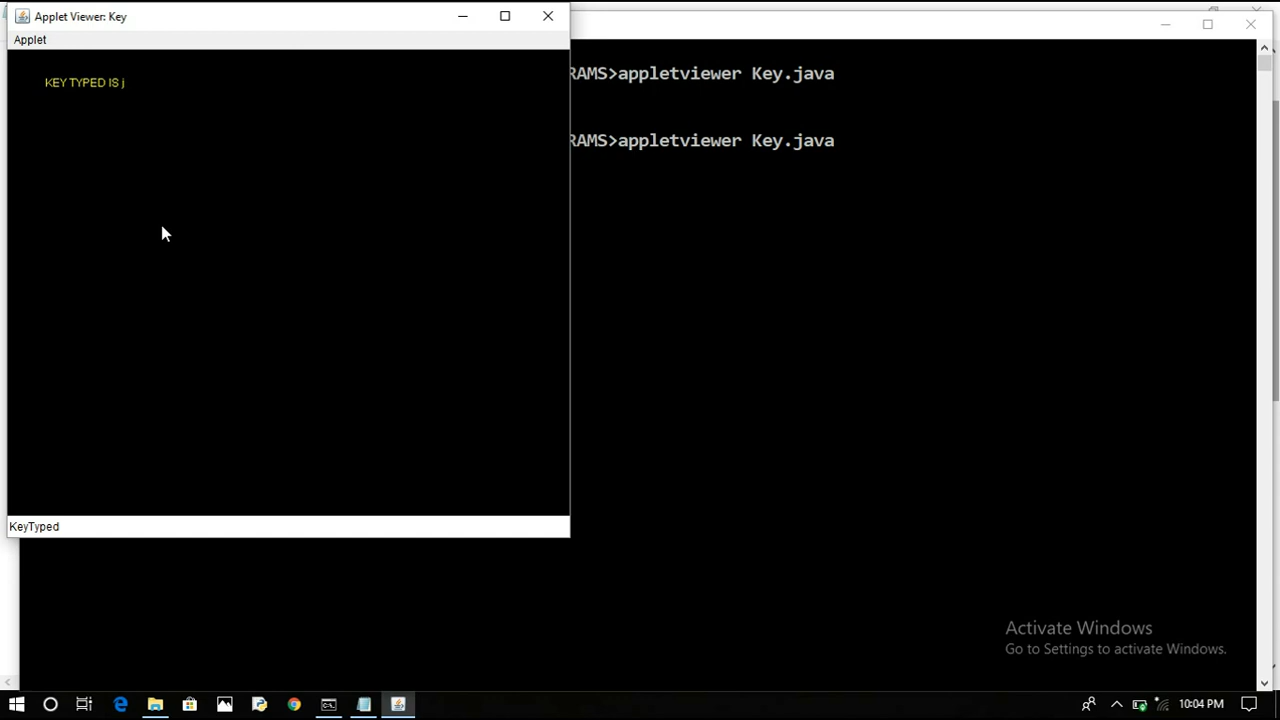 Applet Viewer: Key
Applet
KEY TYPED IS j
RAMS>appletviewer Key.java
RAMS>appletviewer Key.java
KeyTyped
Activate Windows
Go to Settings to activate Windows.
10:04 PM